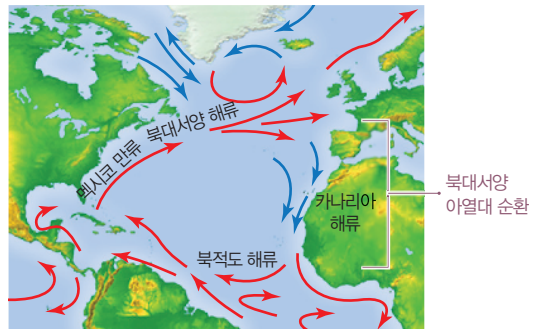 멕시코 만류
북대서양 해류
카나리아
해류
북적도 해류
북대서양
아열대 순환